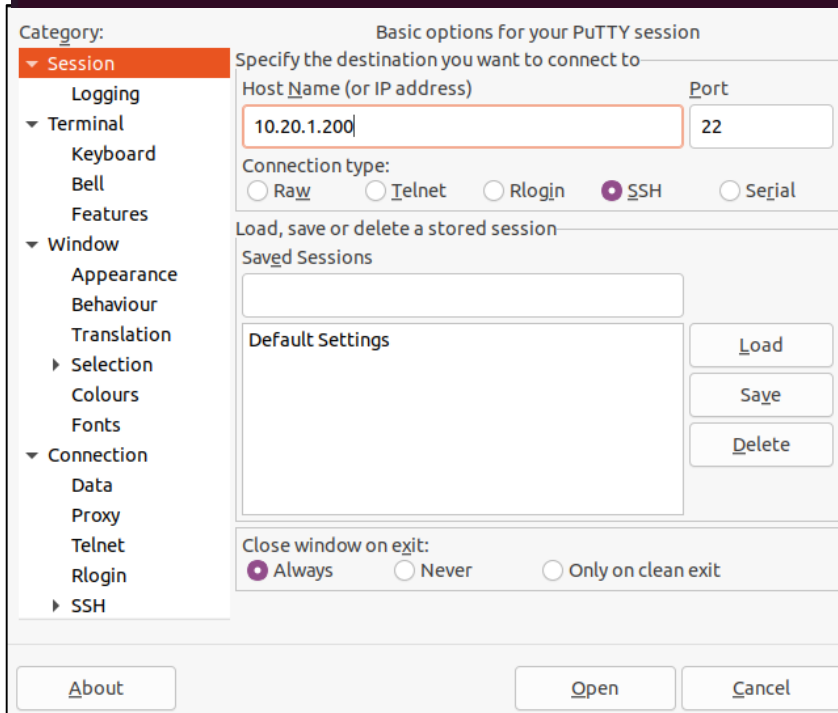 Category:
Session
Logging
Terminal
Keyboard
Bell
Features
Window
Appearance
Behaviour
Translation
Selection
Colours
Fonts
Connection
Data
Proxy
Telnet
Rlogin
SSH
Basic options for your PuTTY session
Specify the destination you want to connect to
Host Name (or IP address) Port
10.20.1.200 22
Connection type:
Raw Telnet Rlogin SSH Serial
Load, save or delete a stored session
Saved Sessions
Default Settings
Load
Save
Delete
Close window on exit:
Always Never Only on clean exit
About Open Cancel